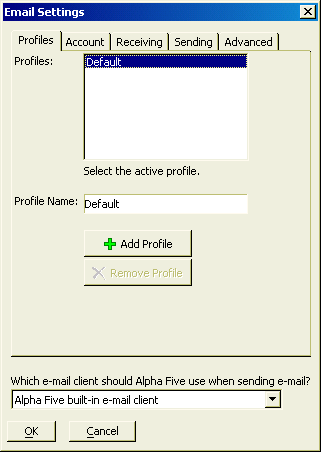 Email Settings
Profiles Account Receiving Sending Advanced
Profiles: Default
Select the active profile.
Profile Name: Default
Add Profile
Remove Profile
Which e-mail client should Alpha Five use when sending e-mail?
Alpha Five built-in e-mail client
OK Cancel